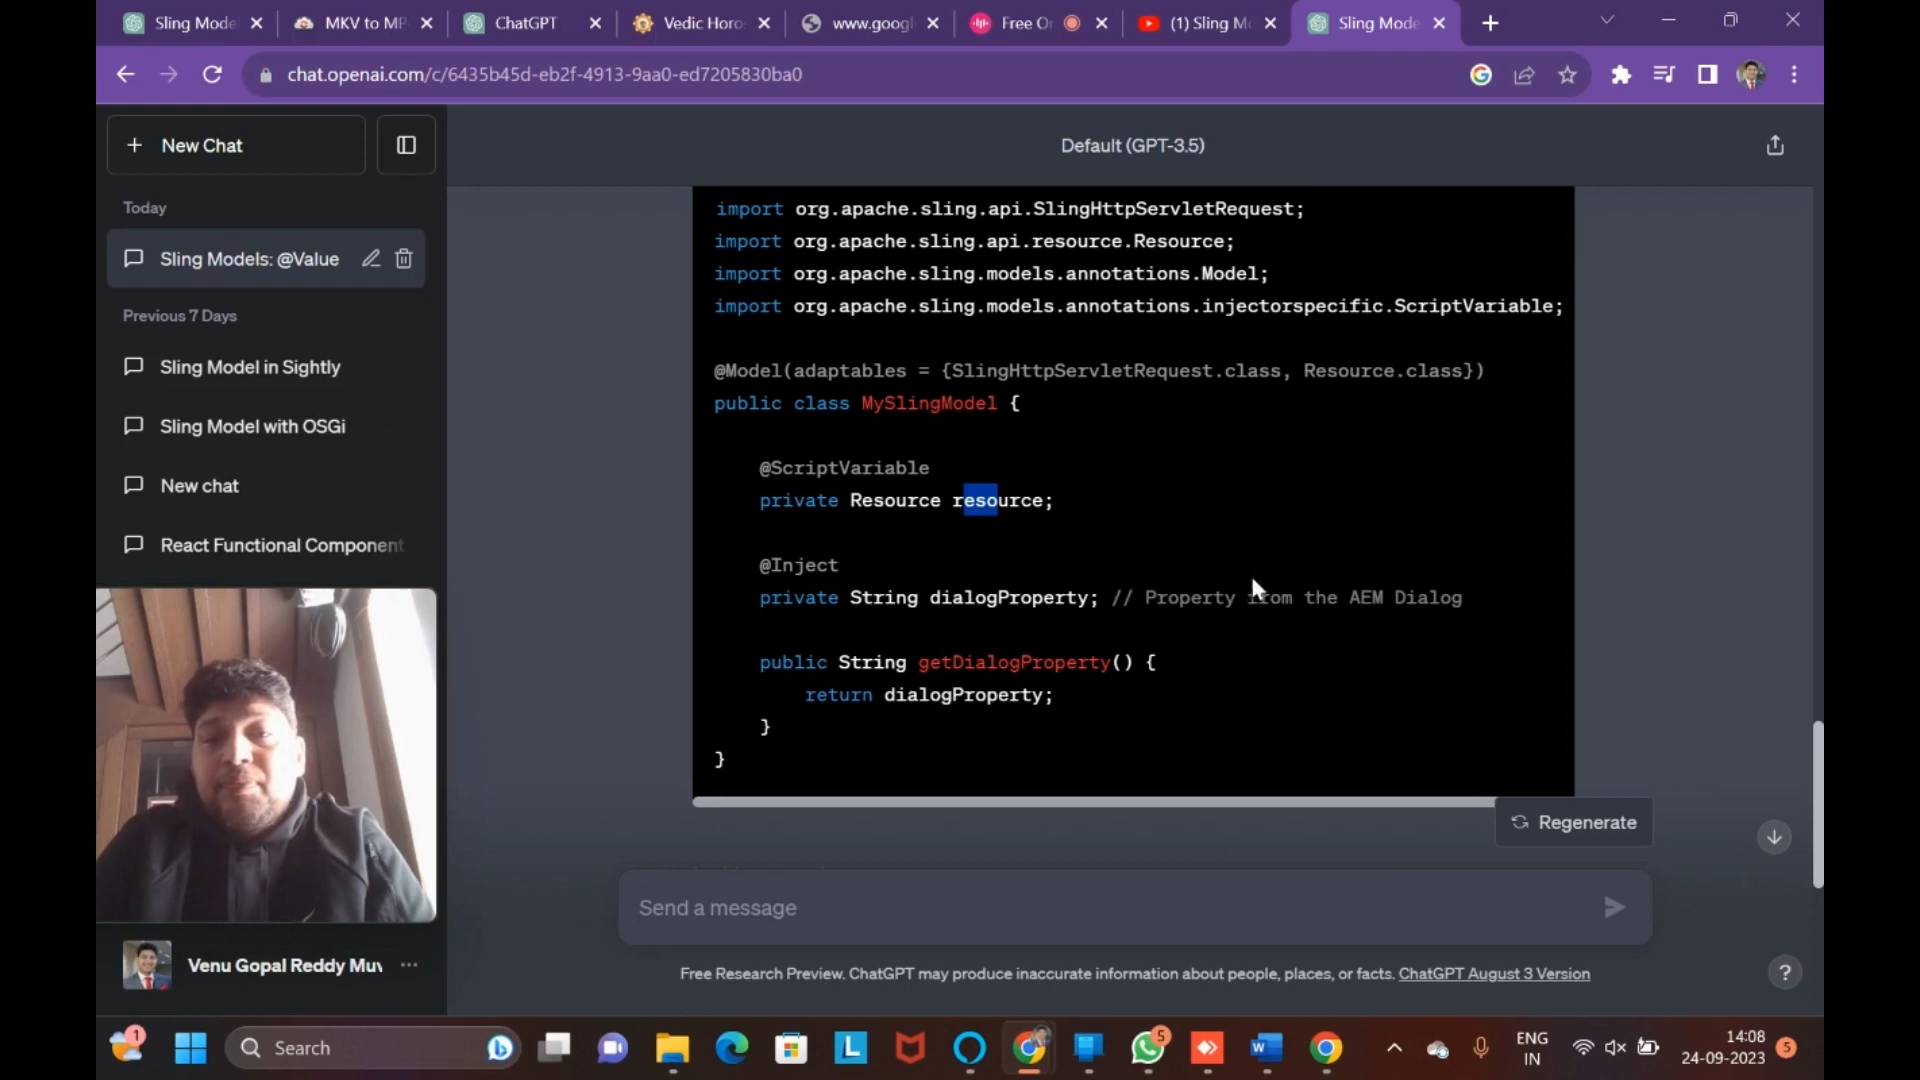 Sling Mode
MKV to MP
ChatGPT
Vedic Horo
www.googl
Free O
(1) Sling M
Sling Mode
chat.openai.com/c/6435b45d-eb2f-4913-9aa0-ed7205830ba0
New Chat
Default (GPT-3.5)
Today
Sling Models: @Value
Previous 7 Days
Sling Model in Sightly
Sling Model with OSGi
New chat
React Functional Component
import org.apache.sling.api.SlingHttpServletRequest;
import org.apache.sling.api.resource.Resource;
import org.apache.sling.models.annotations.Model;
import org.apache.sling.models.annotations.injectorspecific.ScriptVariable;
@Model(adaptables = {SlingHttpServletRequest.class, Resource.class})
public class MySlingModel {
@ScriptVariable
private Resource resource;
@Inject
private String dialogProperty; // Property from the AEM Dialog
public String getDialogProperty() {
return dialogProperty;
}
}
Regenerate
Send a message
Venu Gopal Reddy Muv
Free Research Preview. ChatGPT may produce inaccurate information about people, places, or facts. ChatGPT August 3 Version
?
1
Search
L
5
W
ENG
IN
14:08
24-09-2023
5